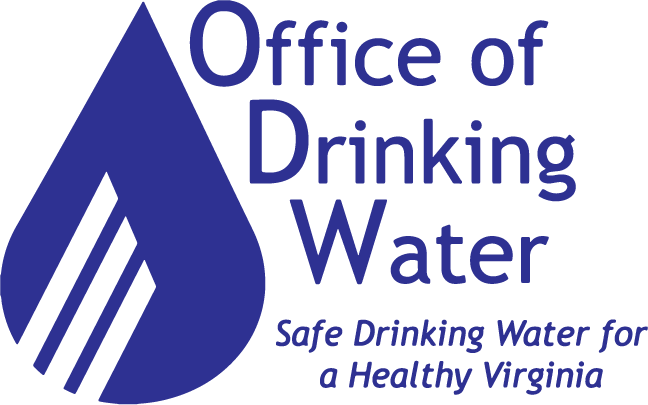 Office of
Drinking
Water
Safe Drinking Water for
a Healthy Virginia